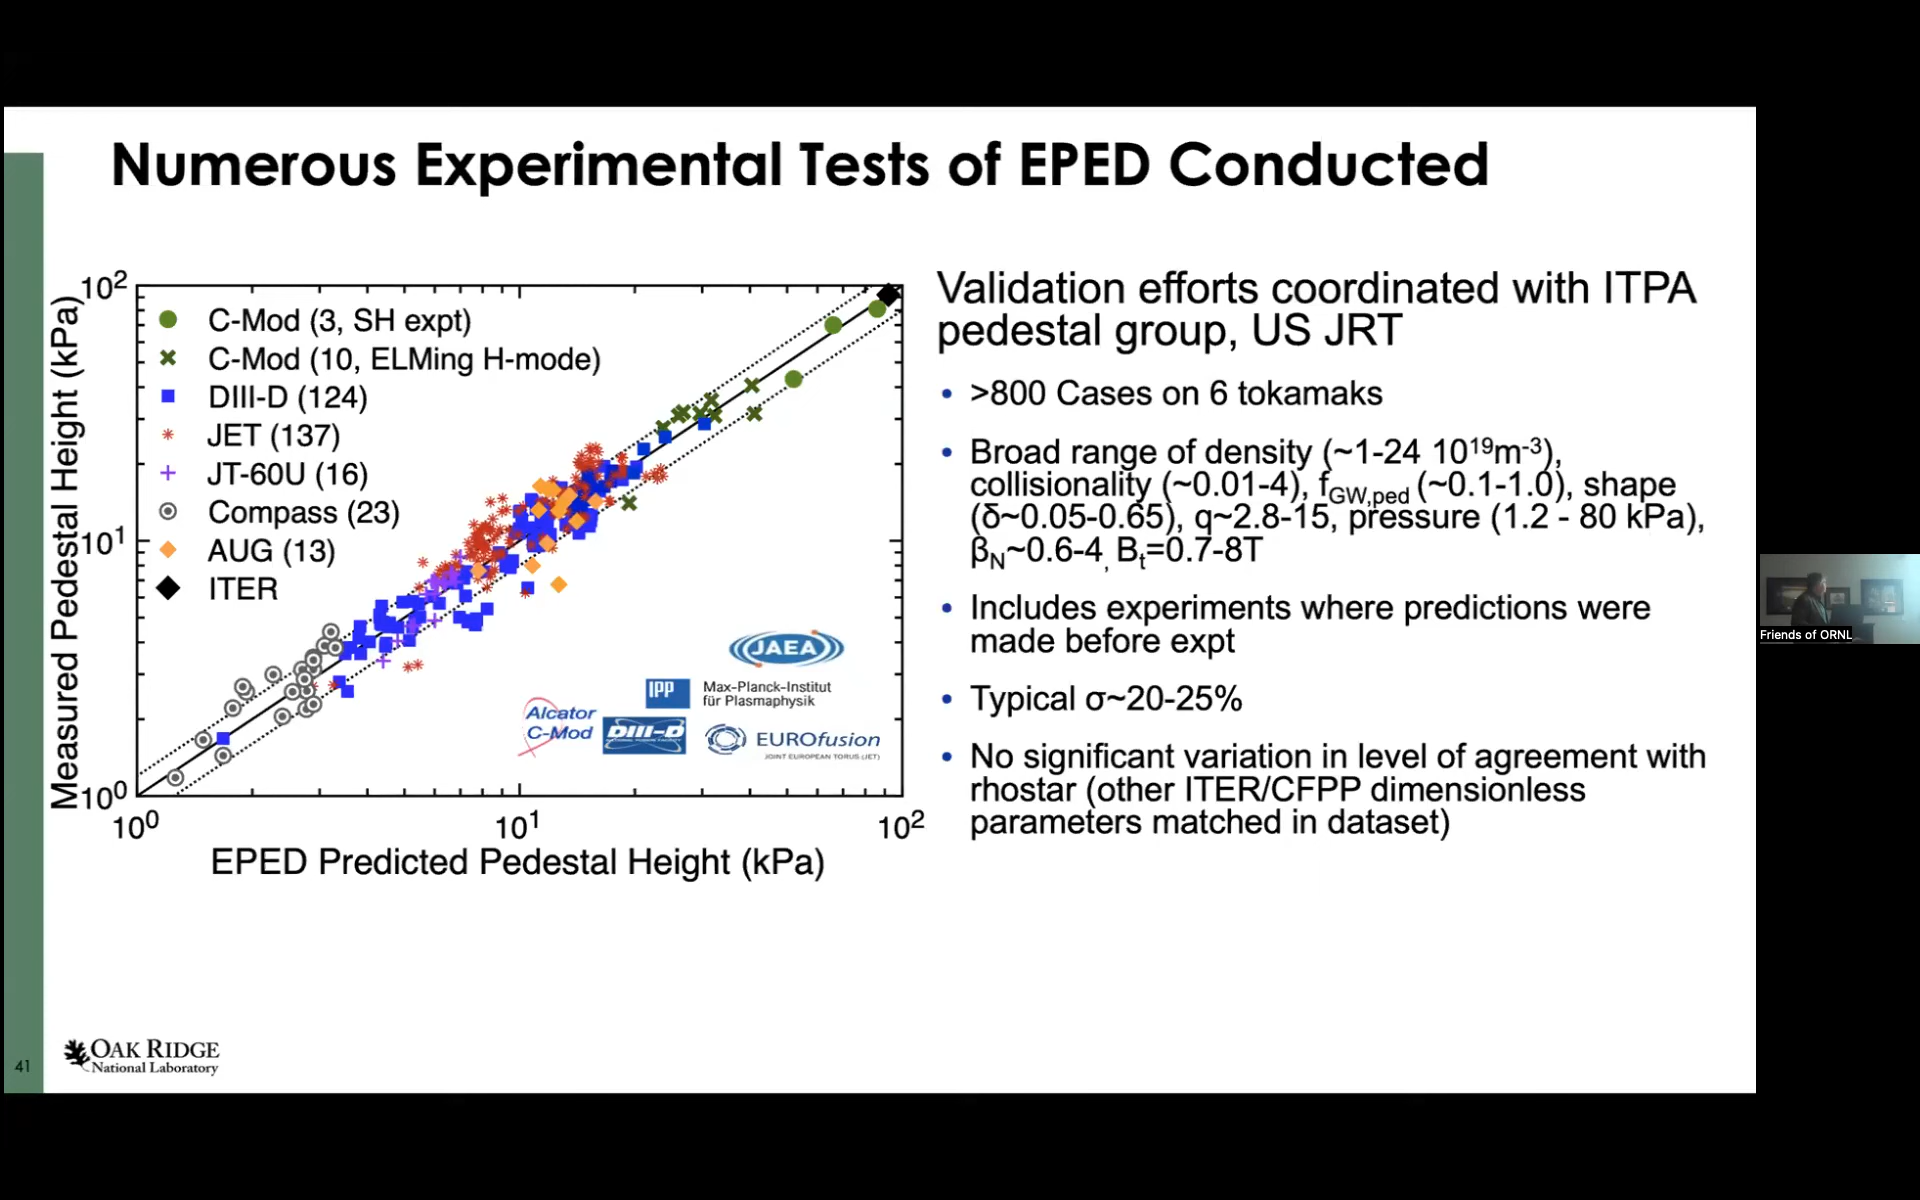 Numerous Experimental Tests of EPED Conducted
Measured Pedestal Height (kPa)
10²
10¹
10⁰
C-Mod (3, SH expt)
C-Mod (10, ELMing H-mode)
DIII-D (124)
JET (137)
JT-60U (16)
Compass (23)
AUG (13)
ITER
JAEA
IPP
Max-Planck-Institut
für Plasmaphysik
Alcator
C-Mod
DIII-D
EUROfusion
JOINT EUROPEAN TORUS (JET)
10⁰
10¹
10²
EPED Predicted Pedestal Height (kPa)
Validation efforts coordinated with ITPA
pedestal group, US JRT
• >800 Cases on 6 tokamaks
• Broad range of density (~1-24 10¹⁹m⁻³),
collisionality (~0.01-4), fGW,ped (~0.1-1.0), shape
(δ~0.05-0.65), q~2.8-15, pressure (1.2 - 80 kPa),
βN~0.6-4, Bt=0.7-8T
• Includes experiments where predictions were
made before expt
• Typical σ~20-25%
• No significant variation in level of agreement with
rhostar (other ITER/CFPP dimensionless
parameters matched in dataset)
Friends of ORNL
41
OAK RIDGE
National Laboratory